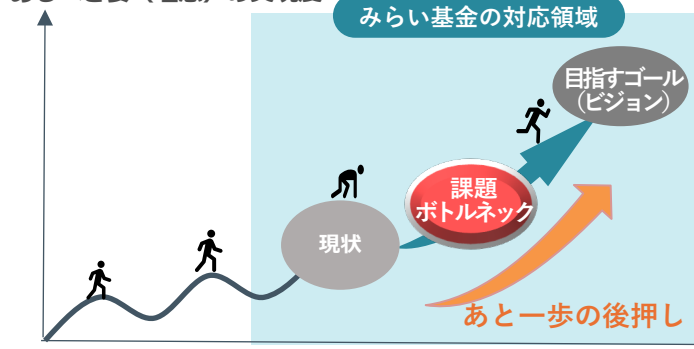 みらい基金の対応領域
目指すゴール
（ビジョン）
課題
ボトルネック
現状
あと一歩の後押し